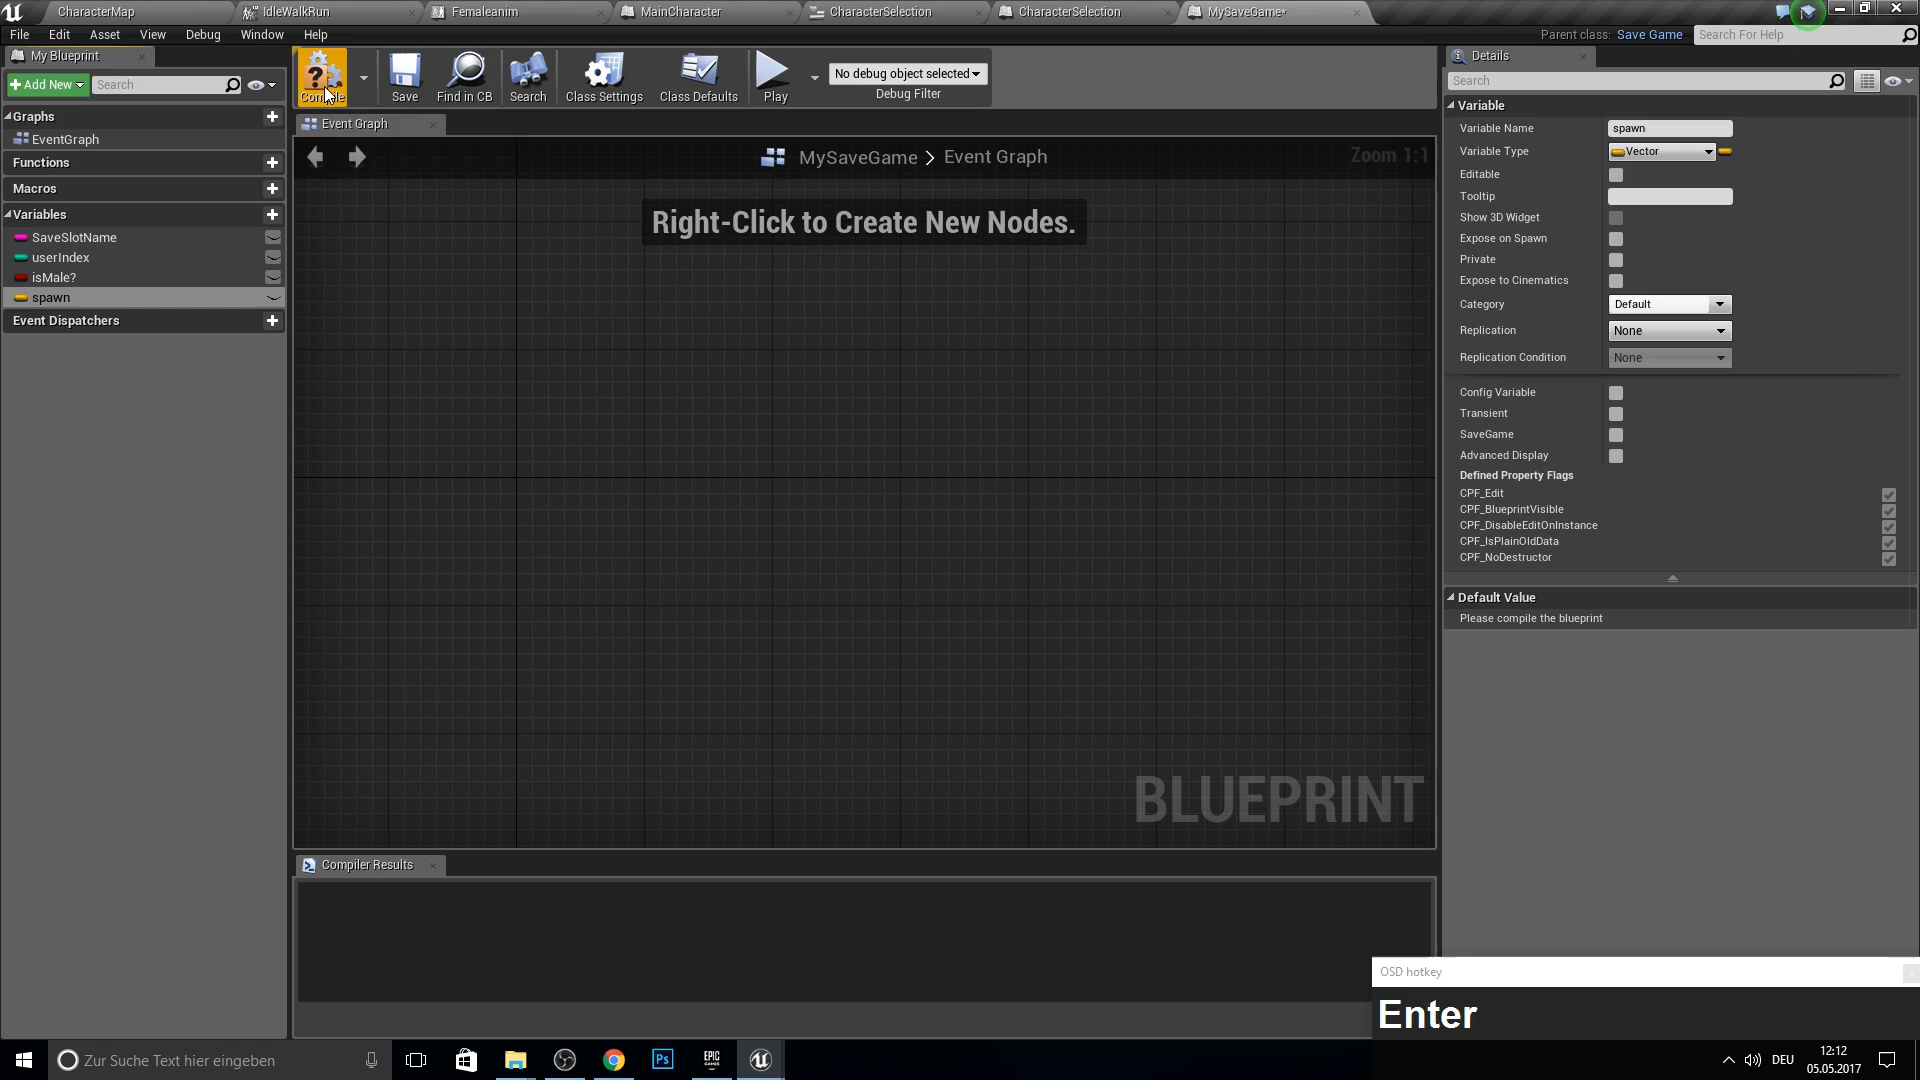 CharacterMap
IdleWalkRun
Femaleanim
MainCharacter
CharacterSelection
CharacterSelection
MySaveGame*
File Edit Asset View Debug Window Help
Parent class: Save Game
Search For Help
My Blueprint
Add New
Search
Graphs
EventGraph
Functions
Macros
Variables
SaveSlotName
userIndex
isMale?
spawn
Event Dispatchers
Compile
Save
Find in CB
Search
Class Settings
Class Defaults
Play
No debug object selected
Debug Filter
Event Graph
MySaveGame > Event Graph
Zoom 1:1
Right-Click to Create New Nodes.
BLUEPRINT
Compiler Results
Details
Search
Variable
Variable Name spawn
Variable Type Vector
Editable
Tooltip
Show 3D Widget
Expose on Spawn
Private
Expose to Cinematics
Category Default
Replication None
Replication Condition None
Config Variable
Transient
SaveGame
Advanced Display
Defined Property Flags
CPF_Edit
CPF_BlueprintVisible
CPF_DisableEditOnInstance
CPF_IsPlainOldData
CPF_NoDestructor
Default Value
Please compile the blueprint
OSD hotkey
Enter
Zur Suche Text hier eingeben
Ps
EPIC
GAMES
DEU
12:12
05.05.2017